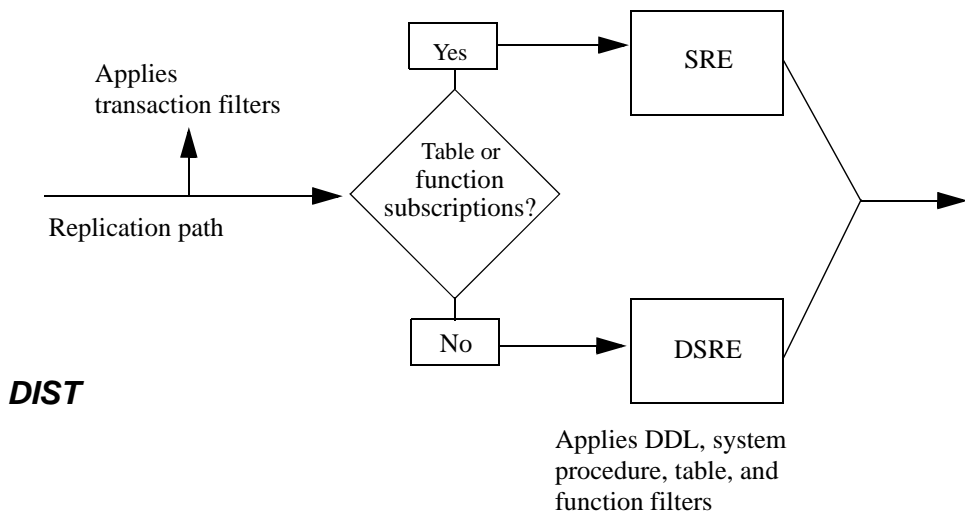 Yes
SRE
Applies
transaction filters
Table or
function
subscriptions?
Replication path
No
DSRE
DIST
Applies DDL, system
procedure, table, and
function filters